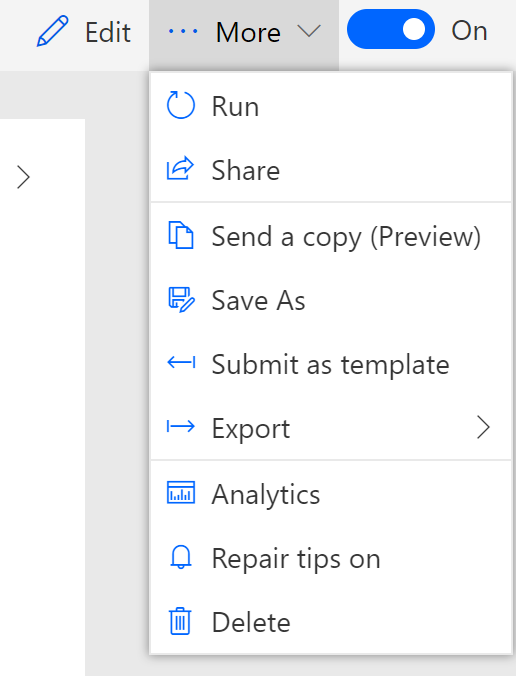 Edit
More
On
Run
Share
Send a copy (Preview)
Save As
Submit as template
Export
Analytics
Repair tips on
Delete